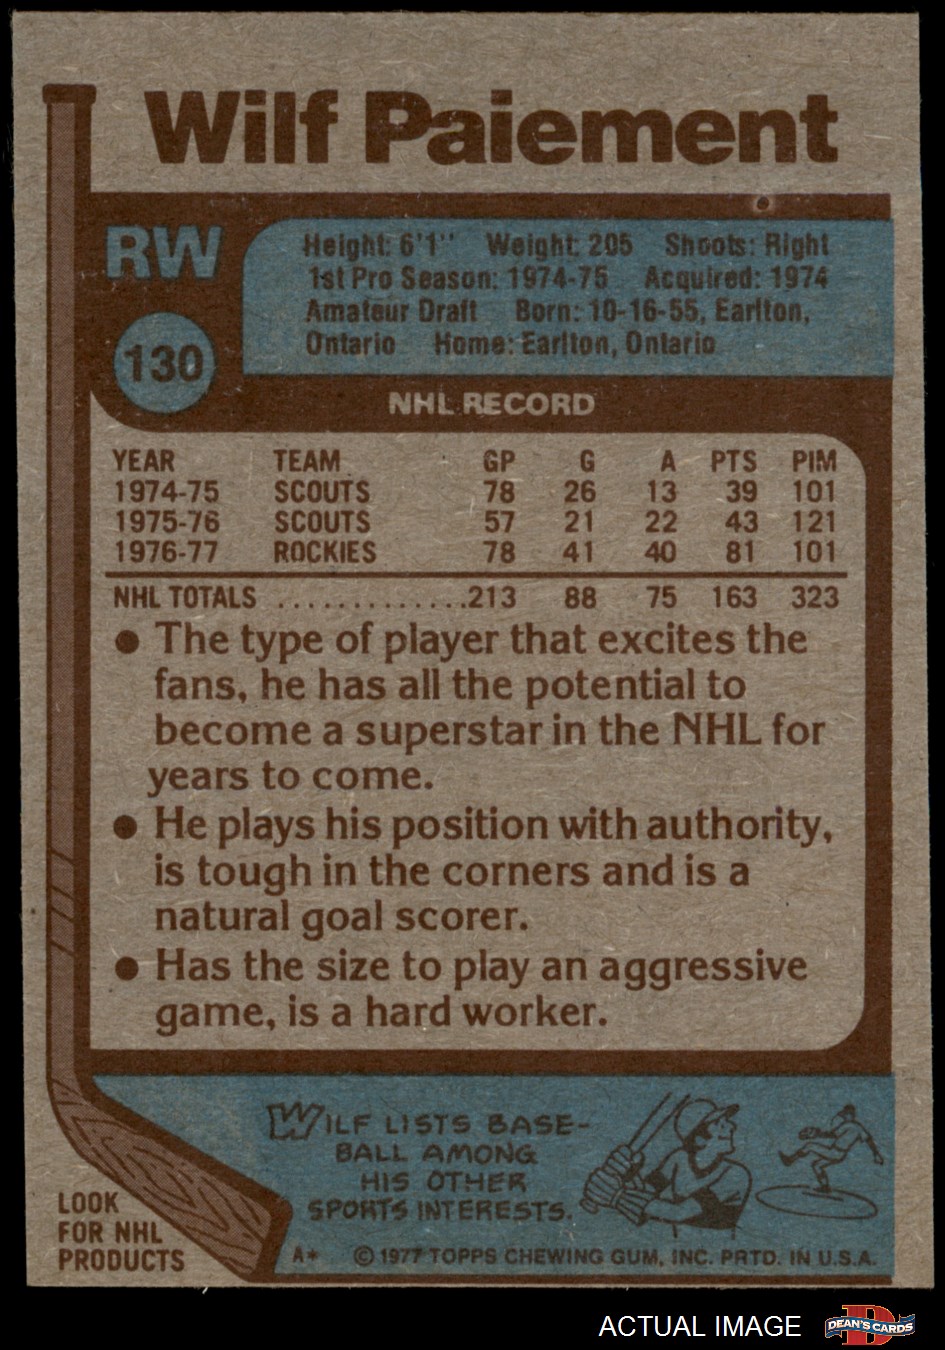 Wilf Paiement
RW
130
Height: 6'1" Weight: 205 Shoots: Right
1st Pro Season: 1974-75 Acquired: 1974
Amateur Draft Born: 10-16-55, Earlton,
Ontario Home: Earlton, Ontario
NHL RECORD
YEAR TEAM GP G A PTS PIM
1974-75 SCOUTS 78 26 13 39 101
1975-76 SCOUTS 57 21 22 43 121
1976-77 ROCKIES 78 41 40 81 101
NHL TOTALS ..............213 88 75 163 323
● The type of player that excites the
fans, he has all the potential to
become a superstar in the NHL for
years to come.
● He plays his position with authority,
is tough in the corners and is a
natural goal scorer.
● Has the size to play an aggressive
game, is a hard worker.
WILF LISTS BASE-
BALL AMONG
HIS OTHER
SPORTS INTERESTS.
LOOK
FOR NHL
PRODUCTS
A* © 1977 TOPPS CHEWING GUM, INC. PRTD. IN U.S.A.
ACTUAL IMAGE
D
DEAN'S CARDS